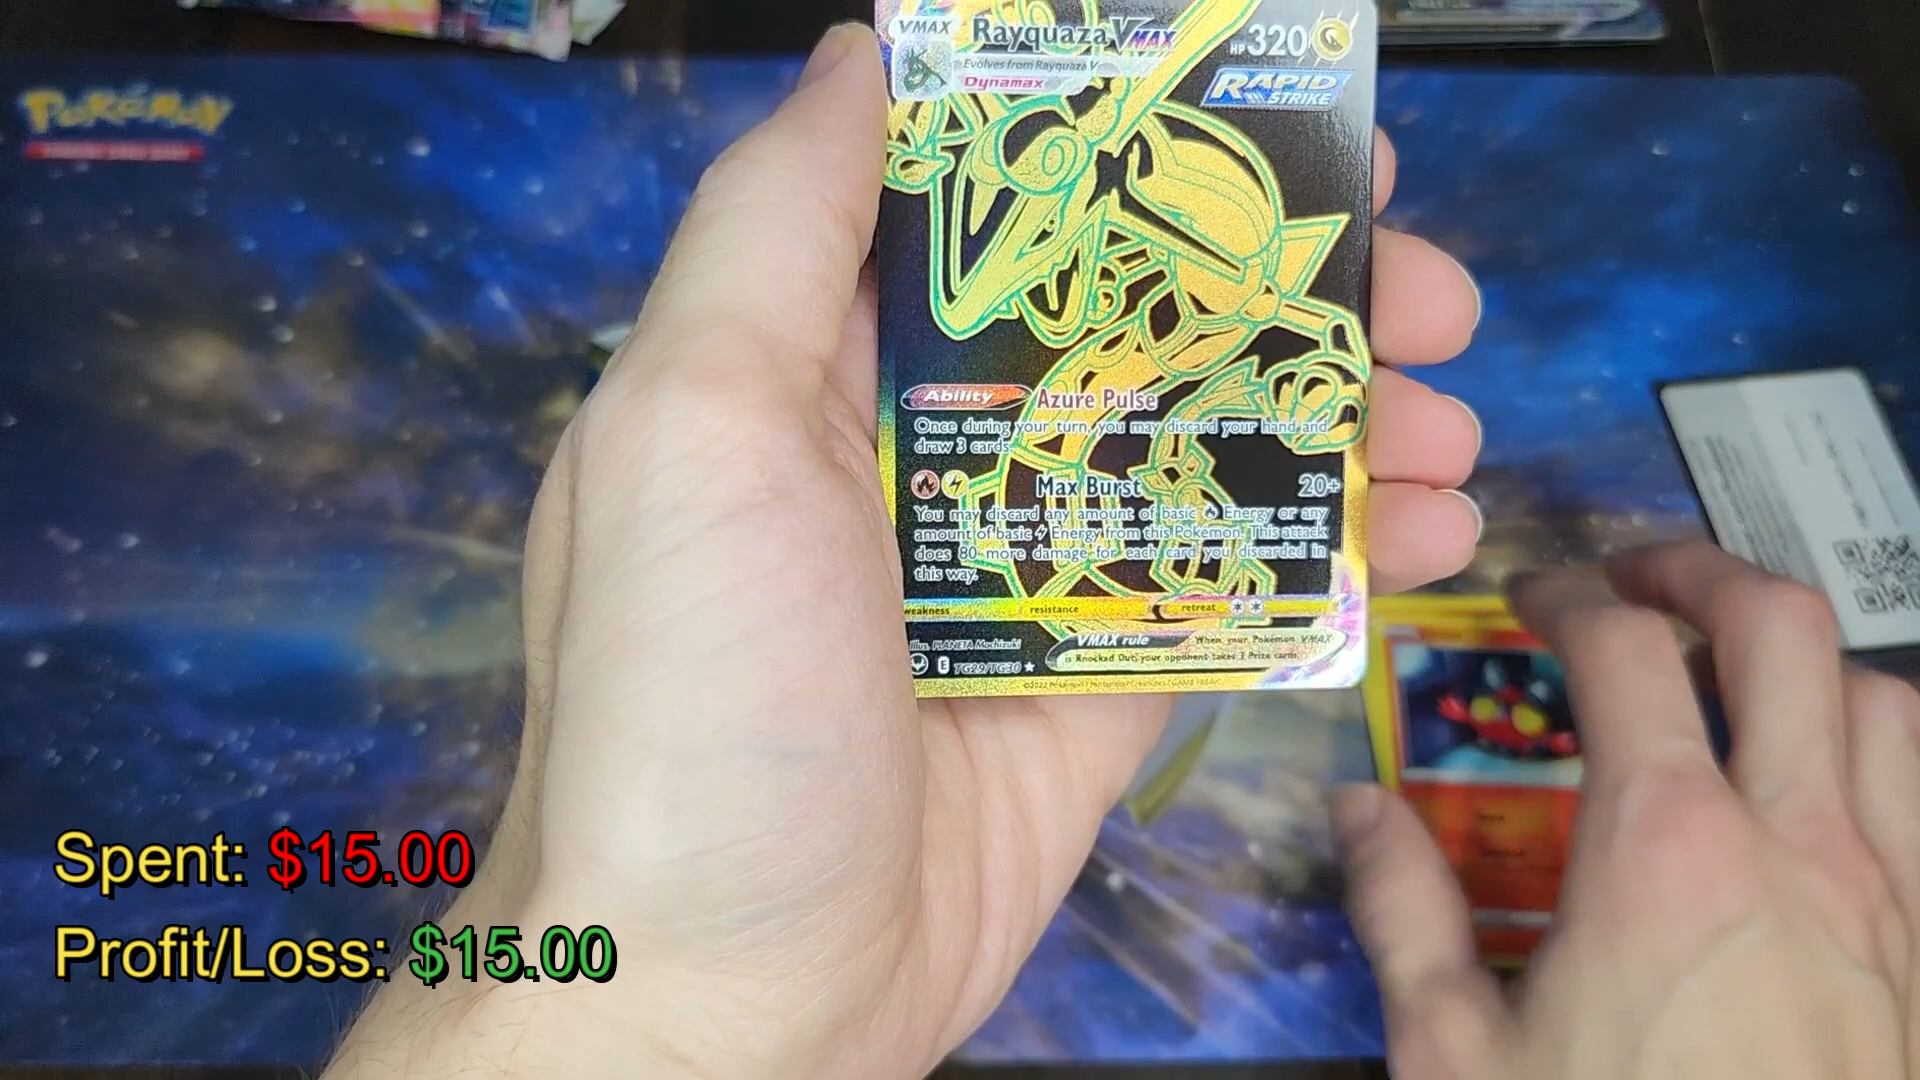 Pokémon
VMAX
Rayquaza VMAX
HP 320
Evolves from Rayquaza V
Dynamax
RAPID
STRIKE
Ability
Azure Pulse
Once during your turn, you may discard your hand and
draw 3 cards.
Max Burst
20+
You may discard any amount of basic Energy or any
amount of basic Energy from this Pokémon. This attack
does 80 more damage for each card you discarded in
this way.
weakness
resistance
retreat
Illus. PLANETA Mochizuki
VMAX rule
When your Pokémon VMAX
is Knocked Out, your opponent takes 3 Prize cards.
E TG29/TG30 ★
Spent: $15.00
Profit/Loss: $15.00